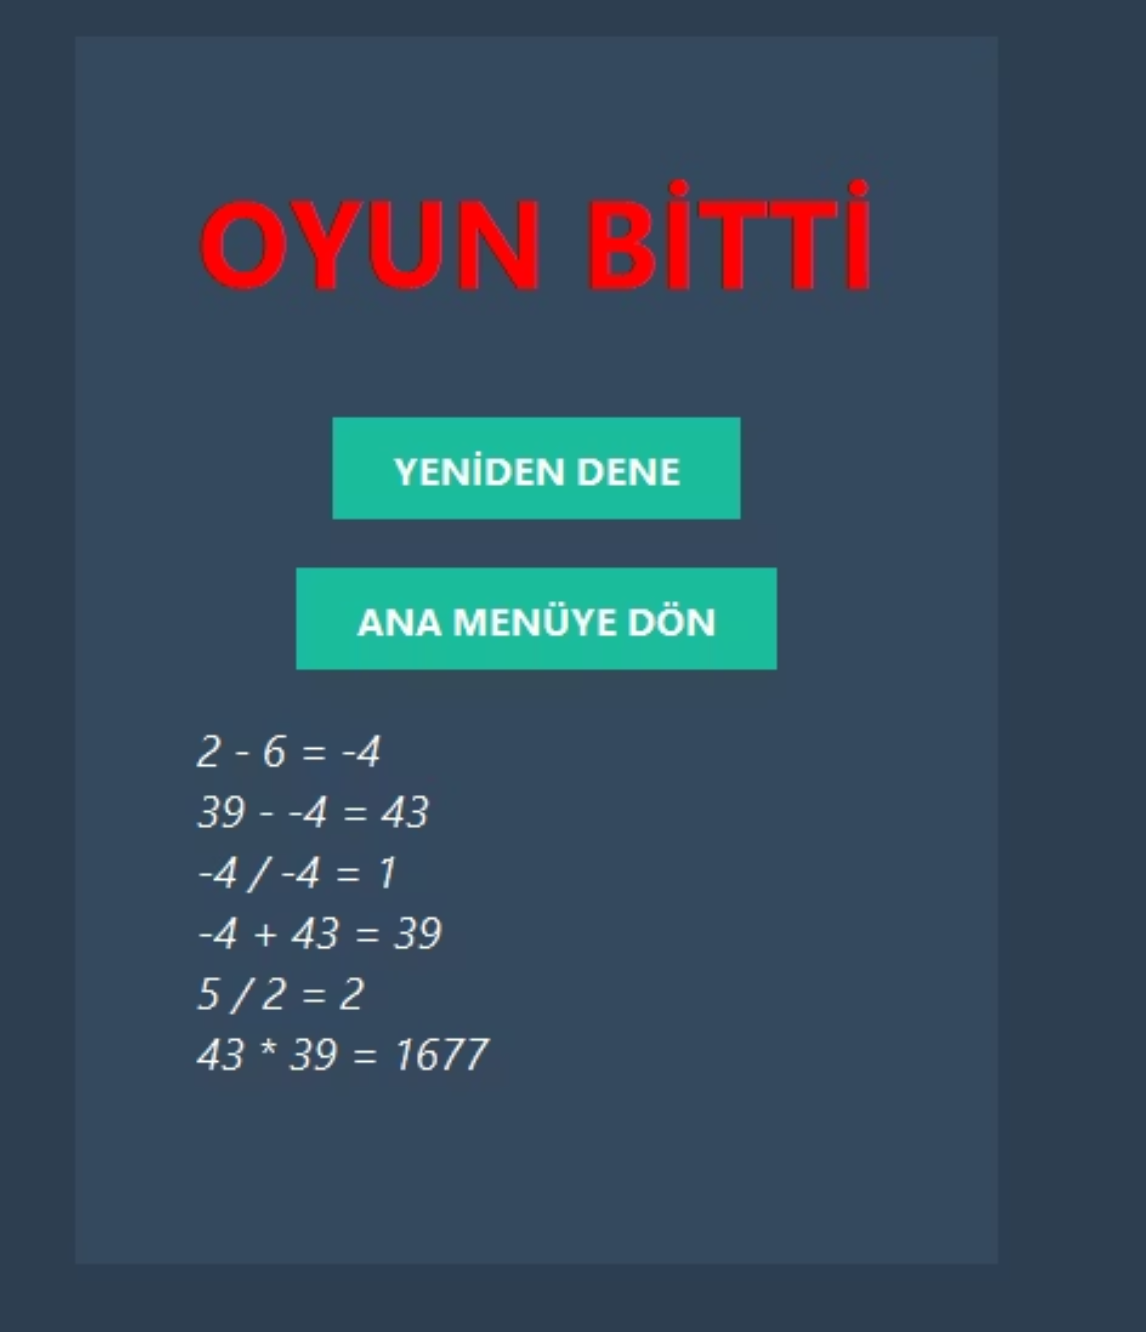 OYUN BİTTİ
YENİDEN DENE
ANA MENÜYE DÖN
2 - 6 = -4
39 - -4 = 43
-4 / -4 = 1
-4 + 43 = 39
5 / 2 = 2
43 * 39 = 1677